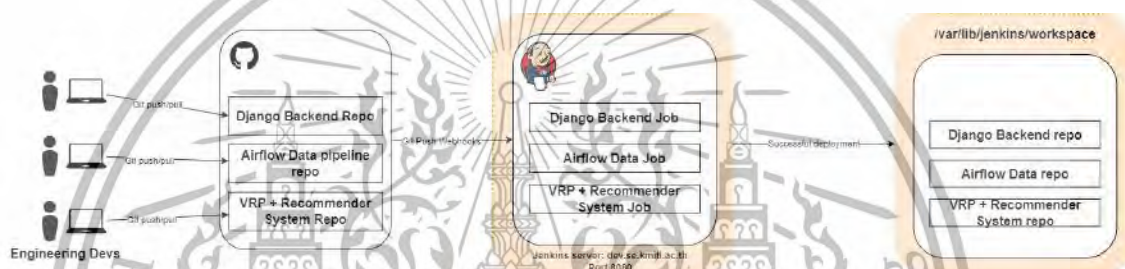 /var/lib/jenkins/workspace
Git push/pull
Django Backend Repo
Git push/pull
Airflow Data pipeline
repo
Git push/pull
VRP + Recommender
System Repo
Engineering Devs
Git Push Webhooks
Django Backend Job
Airflow Data Job
VRP + Recommender
System Job
Jenkins server: dev.se.kmitl.ac.th
Port 8080
Successful deployment
Django Backend repo
Airflow Data repo
VRP + Recommender
System repo